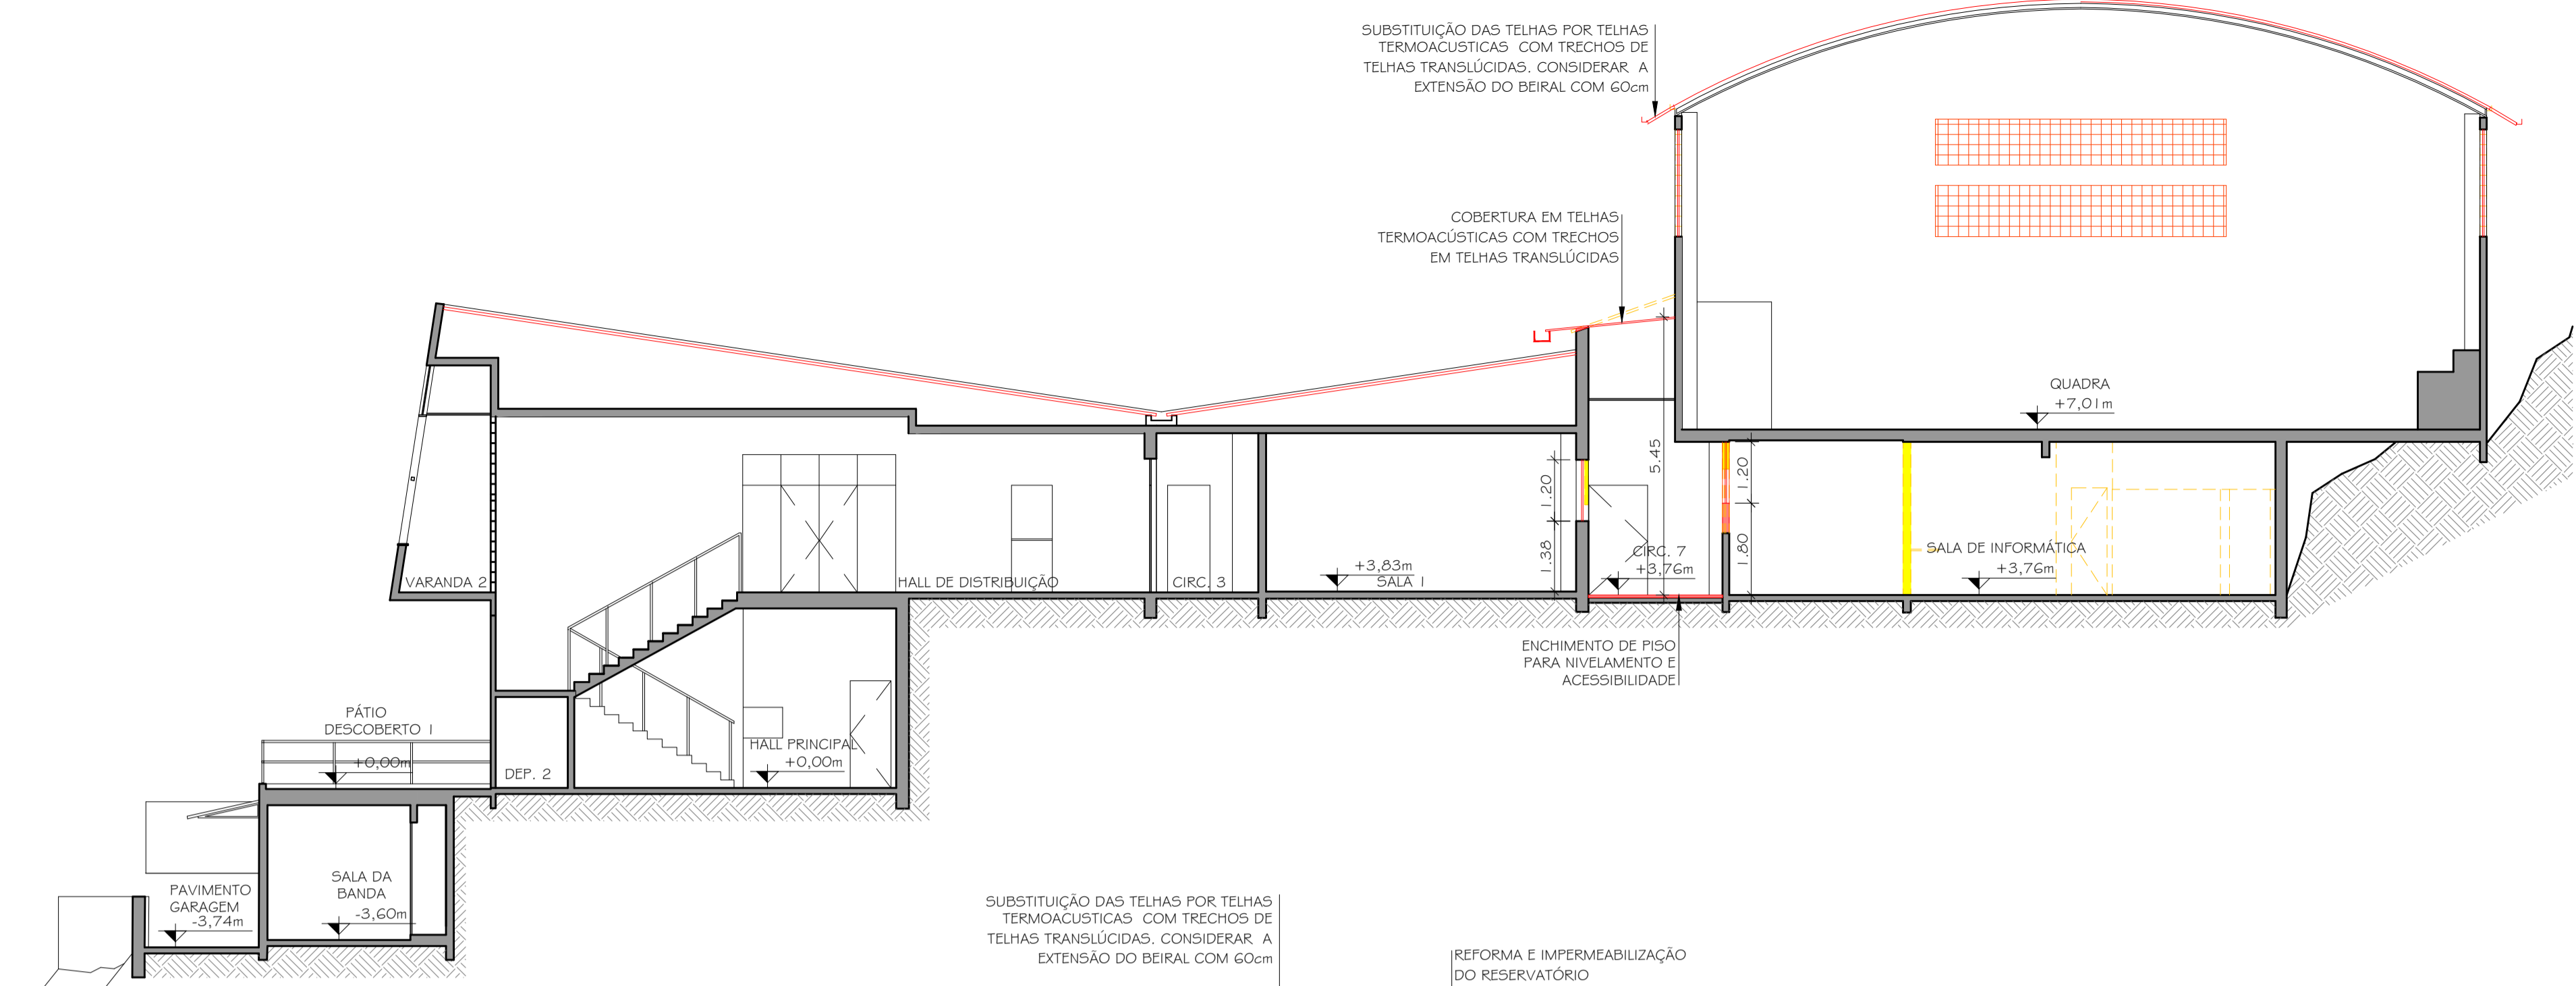 SUBSTITUIÇÃO DAS TELHAS POR TELHAS
TERMOACUSTICAS COM TRECHOS DE
TELHAS TRANSLÚCIDAS. CONSIDERAR A
EXTENSÃO DO BEIRAL COM 60cm
COBERTURA EM TELHAS
TERMOACÚSTICAS COM TRECHOS
EM TELHAS TRANSLÚCIDAS
QUADRA
+7,01m
5.45
1.20
1.38
1.20
1.80
VARANDA 2
HALL DE DISTRIBUIÇÃO
CIRC. 3
+3,83m
SALA 1
CIRC. 7
+3,76m
SALA DE INFORMÁTICA
+3,76m
ENCHIMENTO DE PISO
PARA NIVELAMENTO E
ACESSIBILIDADE
PÁTIO
DESCOBERTO 1
+0,00m
DEP. 2
HALL PRINCIPAL
+0,00m
PAVIMENTO
GARAGEM
-3,74m
SALA DA
BANDA
-3,60m
SUBSTITUIÇÃO DAS TELHAS POR TELHAS
TERMOACUSTICAS COM TRECHOS DE
TELHAS TRANSLÚCIDAS. CONSIDERAR A
EXTENSÃO DO BEIRAL COM 60cm
REFORMA E IMPERMEABILIZAÇÃO
DO RESERVATÓRIO